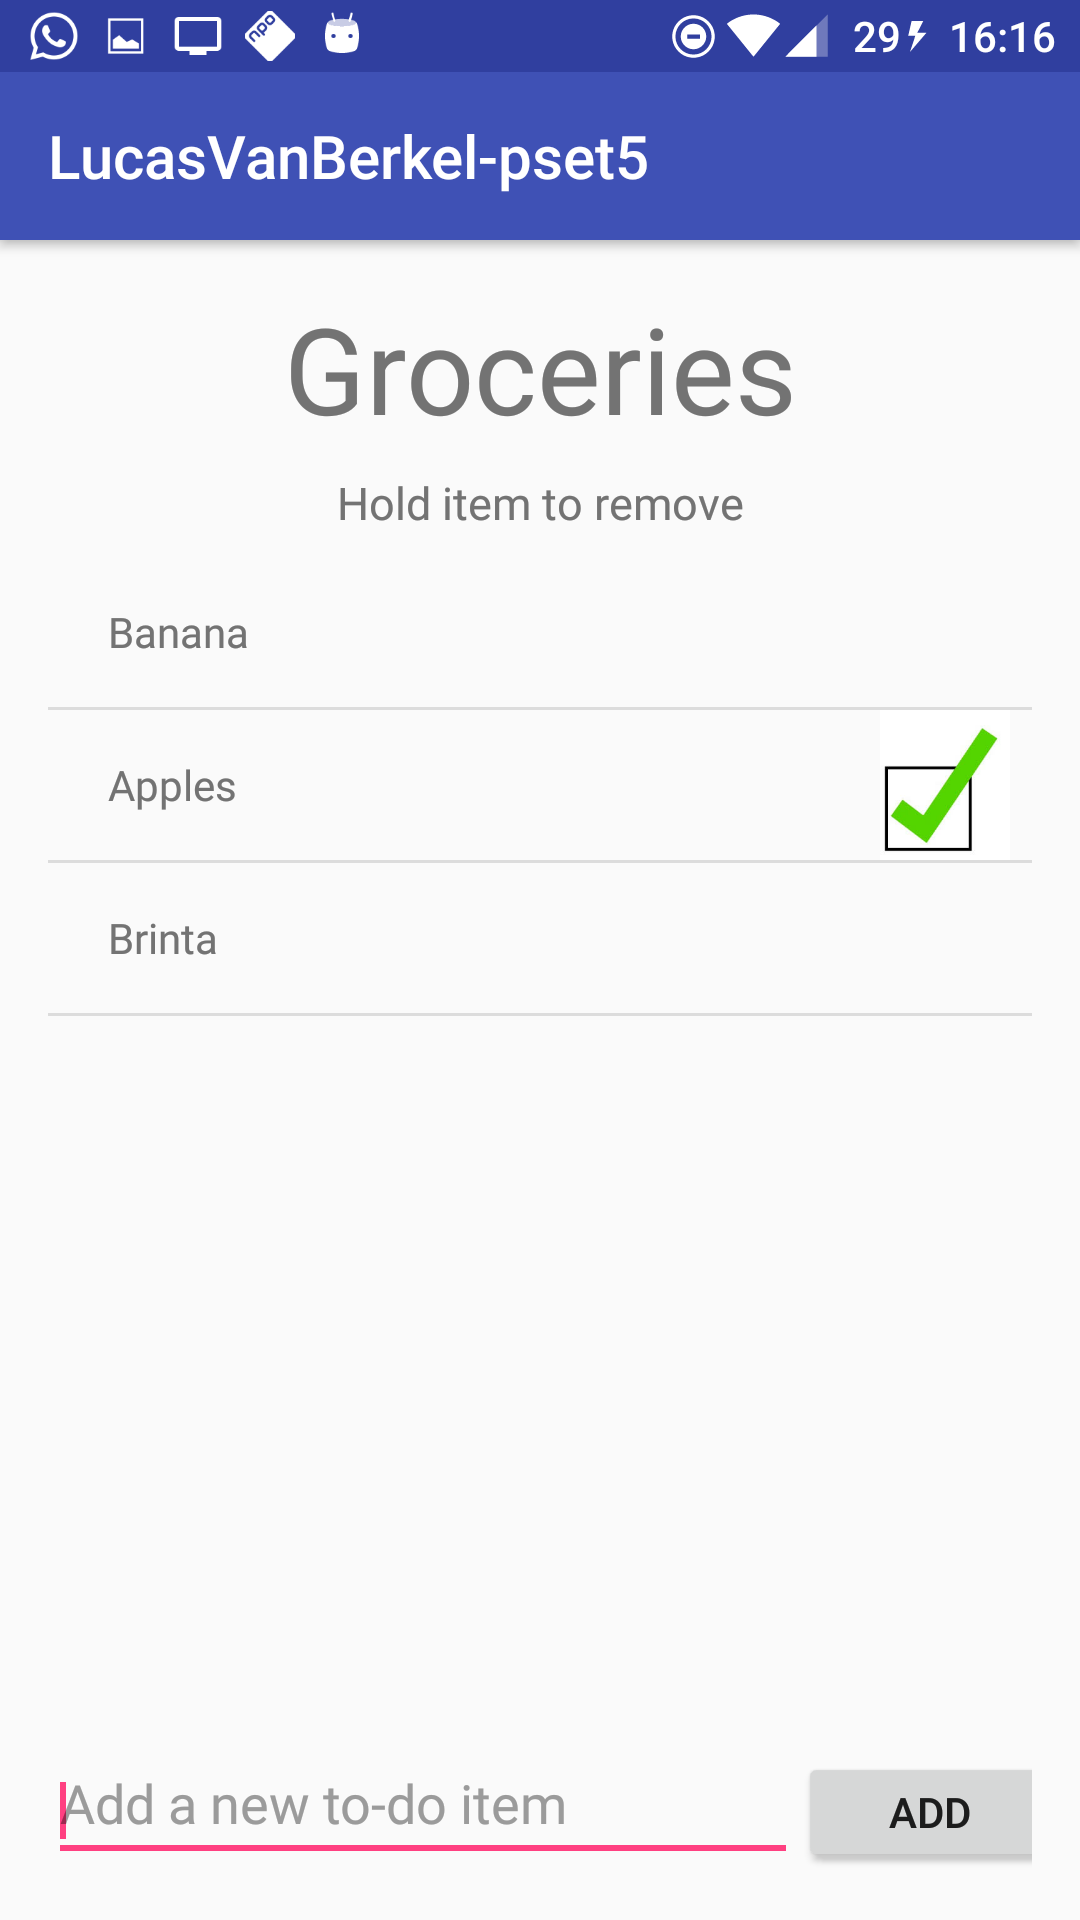 npo 29 16:16
LucasVanBerkel-pset5
Groceries
Hold item to remove
Banana
Apples
Brinta
Add a new to-do item ADD